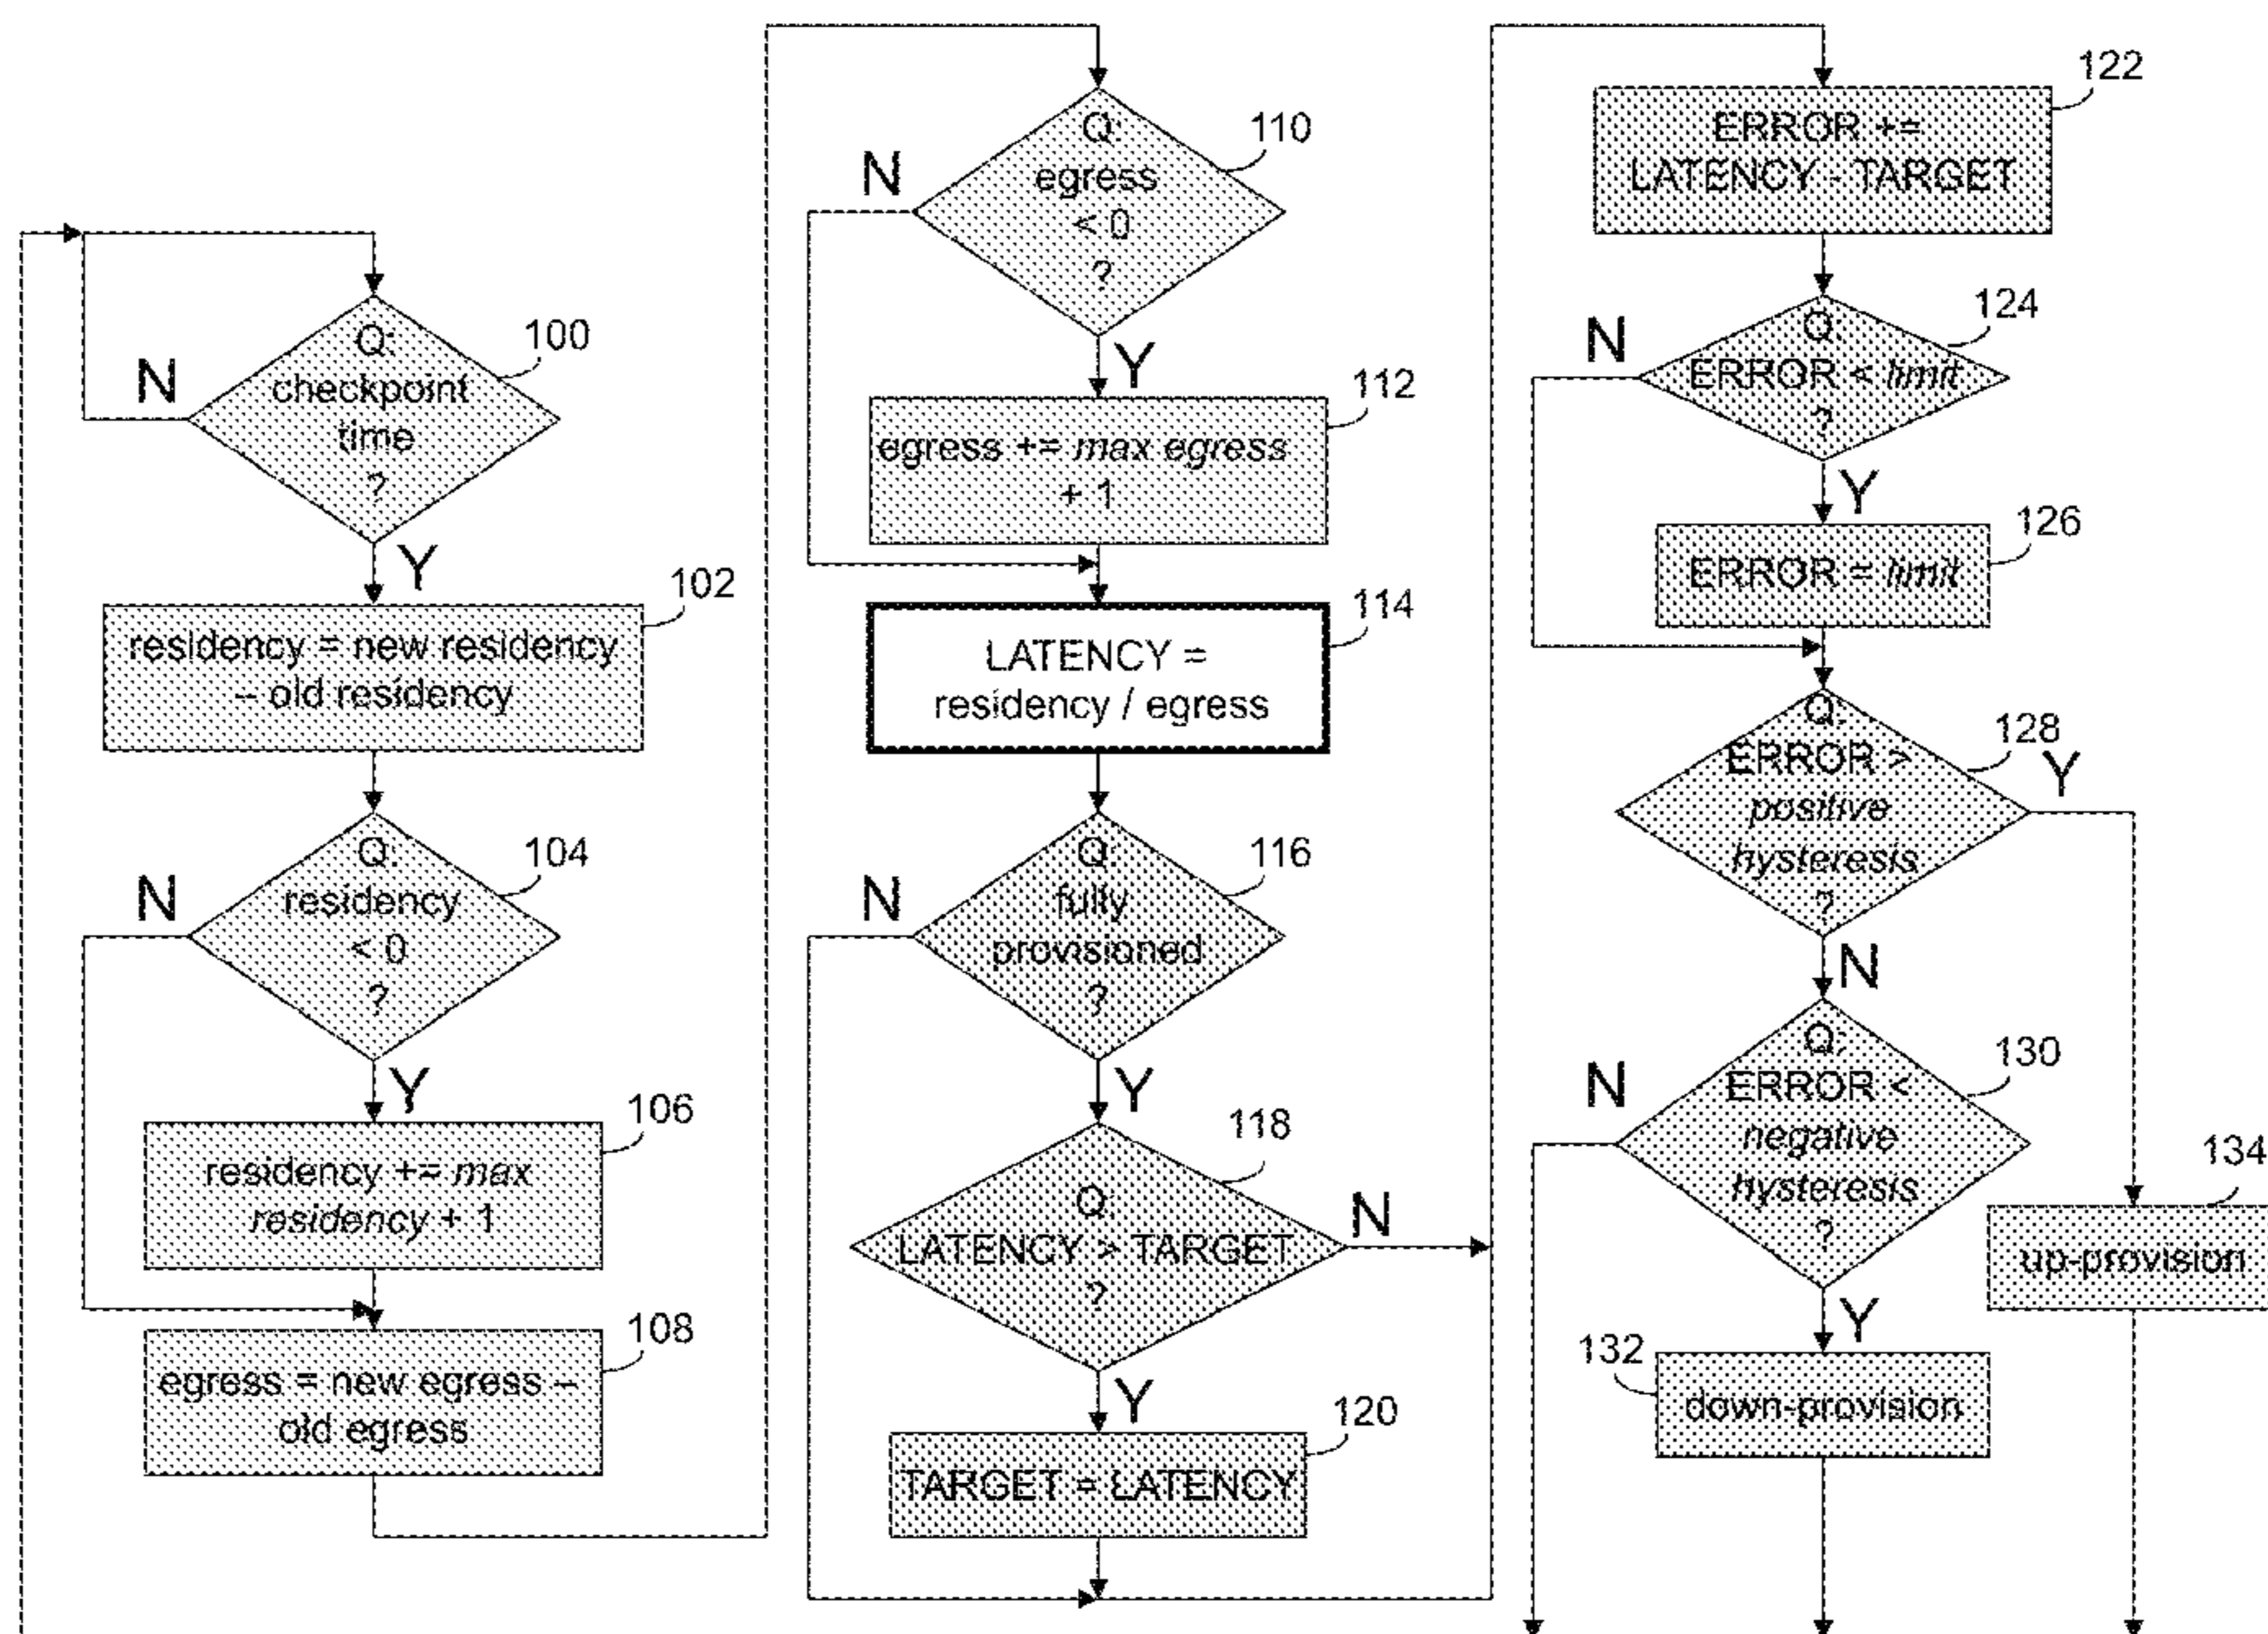 Q:
checkpoint
time
?
100
N
Y
residency = new residency
– old residency
102
Q:
residency
< 0
?
104
N
Y
residency += max
residency + 1
106
egress = new egress –
old egress
108
Q:
egress
< 0
?
110
N
Y
egress += max egress
+ 1
112
LATENCY =
residency / egress
114
Q:
fully
provisioned
?
116
N
Y
Q:
LATENCY > TARGET
?
118
N
Y
TARGET = LATENCY
120
ERROR +=
LATENCY - TARGET
122
Q:
ERROR < limit
?
124
N
Y
ERROR = limit
126
Q:
ERROR >
positive
hysteresis
?
128
Y
N
Q:
ERROR <
negative
hysteresis
?
130
N
Y
down-provision
132
up-provision
134